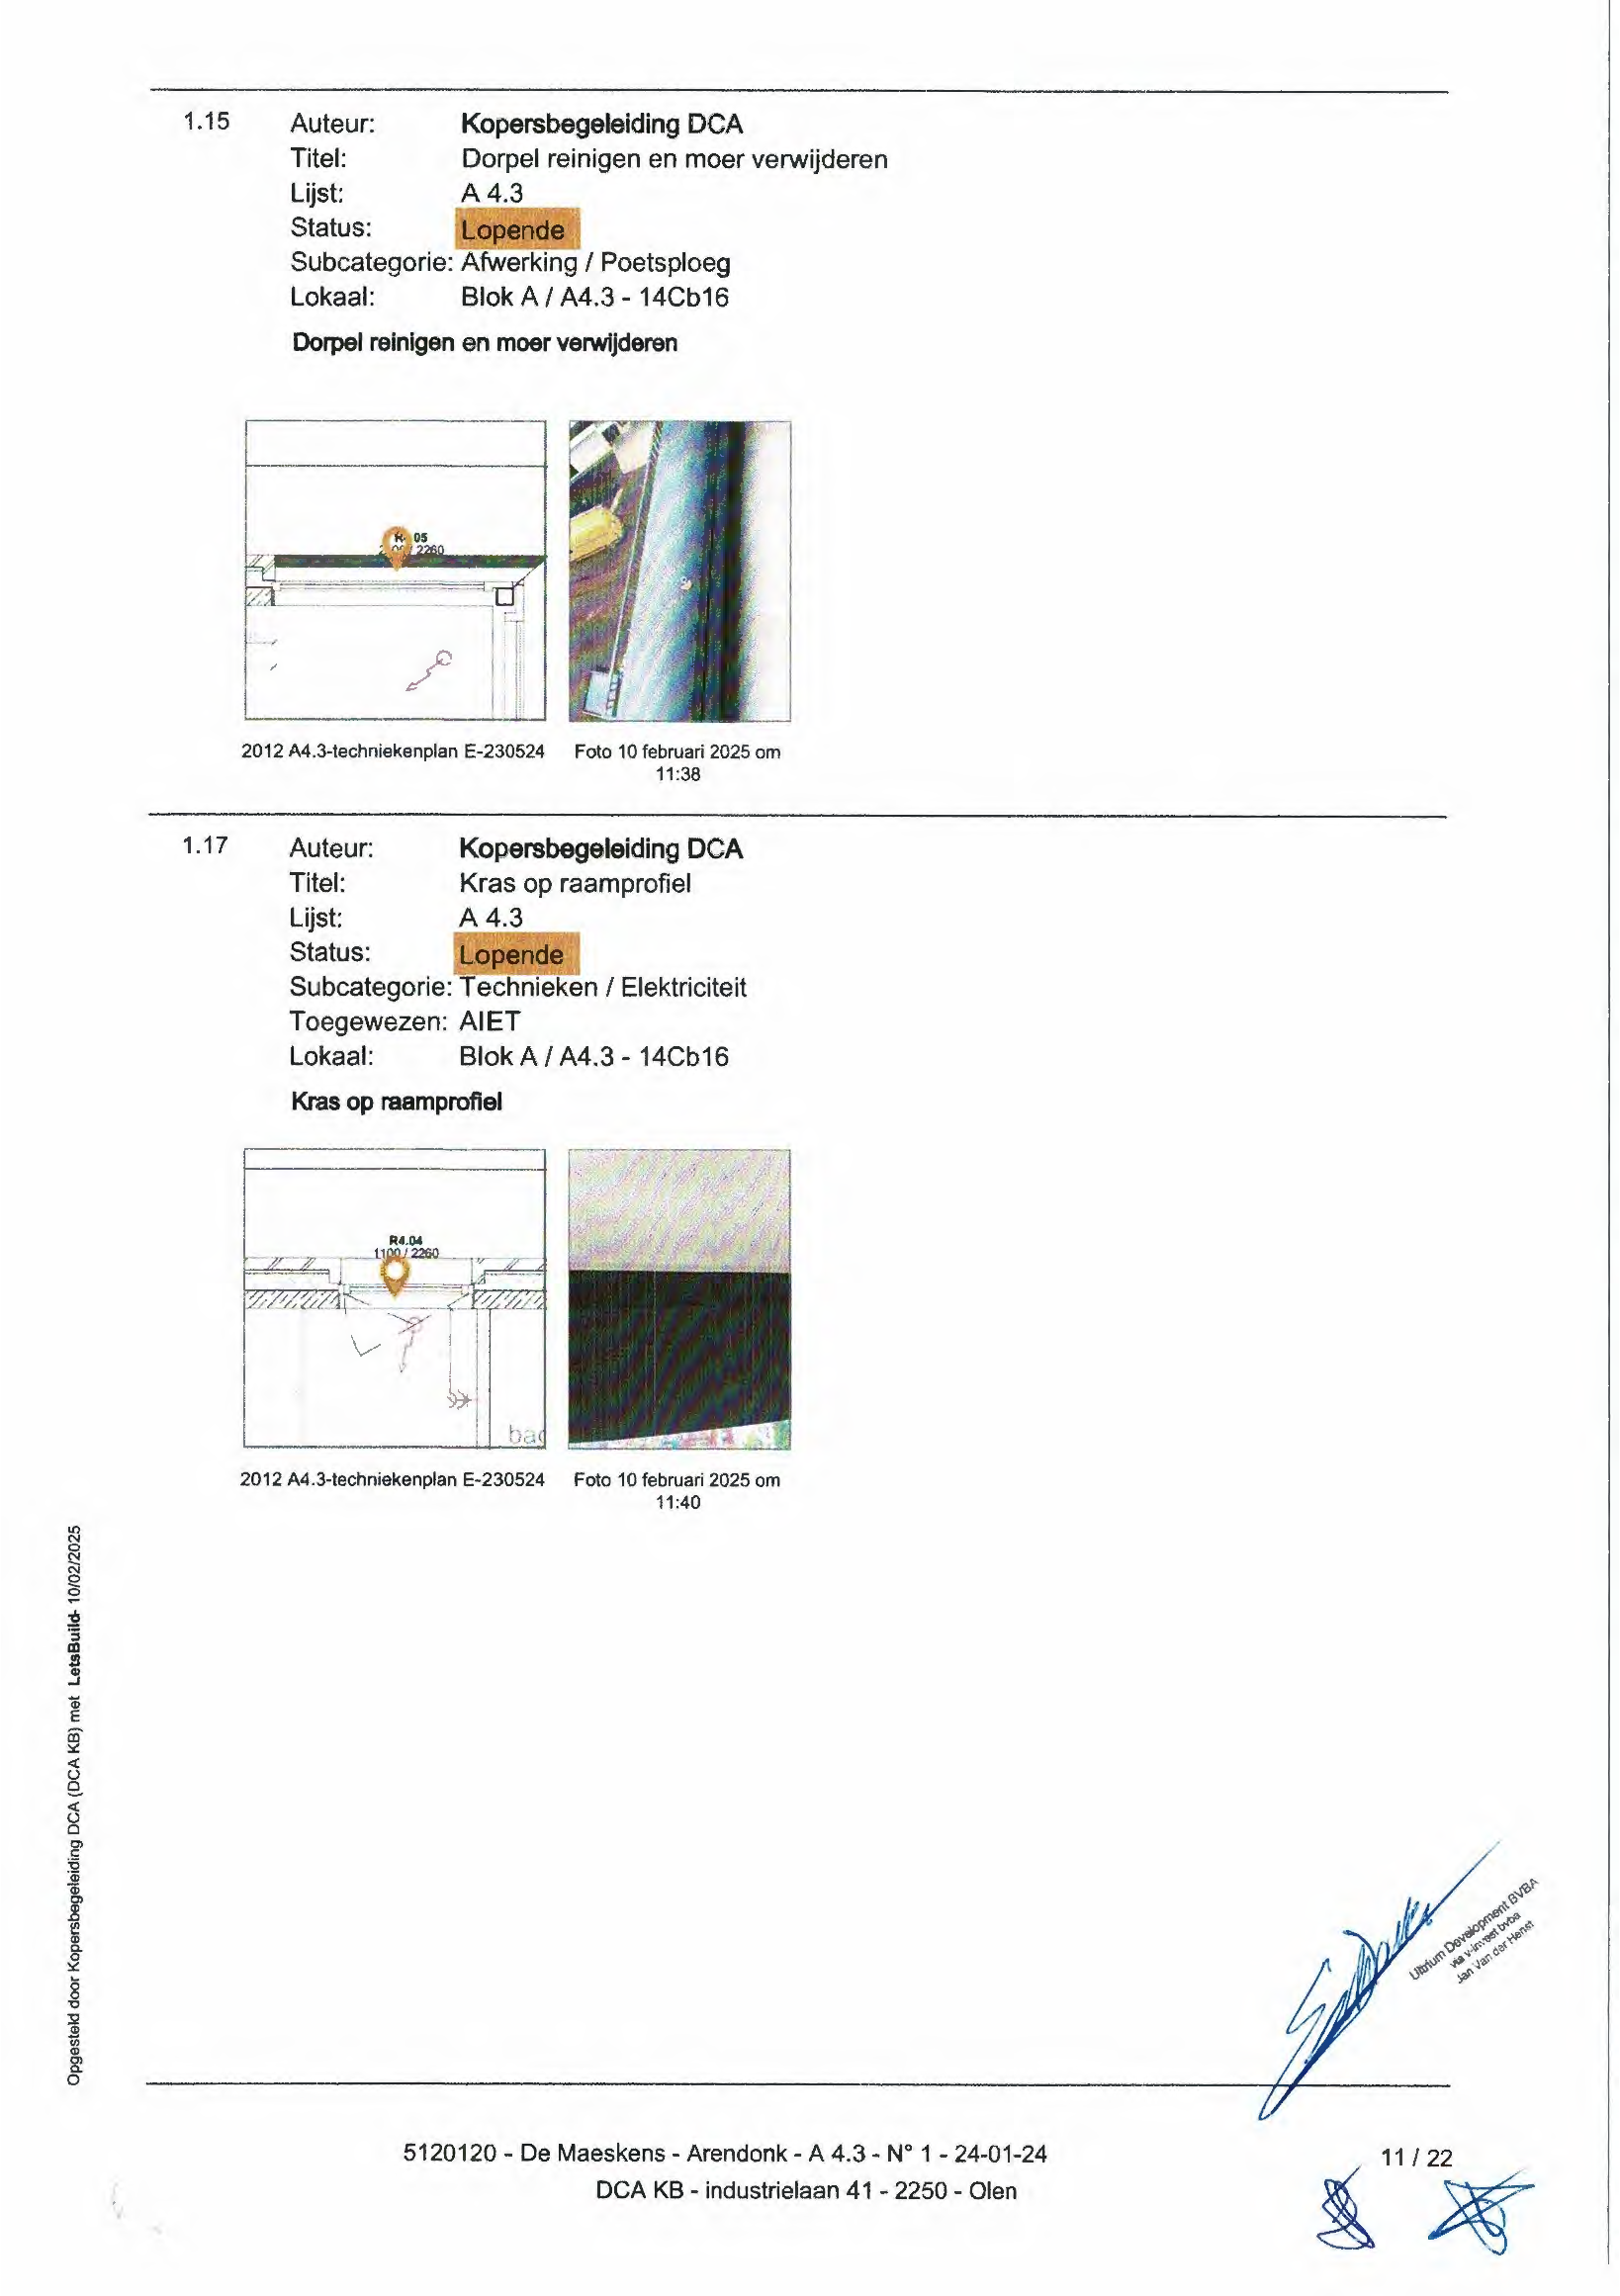 1.15
Auteur: Kopersbegeleiding DCA
Titel: Dorpel reinigen en moer verwijderen
Lijst: A 4.3
Status: Lopende
Subcategorie: Afwerking / Poetsploeg
Lokaal: Blok A / A4.3 - 14Cb16
Dorpel reinigen en moer verwijderen
05
2260
2012 A4.3-techniekenplan E-230524
Foto 10 februari 2025 om
11:38
1.17
Auteur: Kopersbegeleiding DCA
Titel: Kras op raamprofiel
Lijst: A 4.3
Status: Lopende
Subcategorie: Technieken / Elektriciteit
Toegewezen: AIET
Lokaal: Blok A / A4.3 - 14Cb16
Kras op raamprofiel
R4.04
1100 / 2260
bad
2012 A4.3-techniekenplan E-230524
Foto 10 februari 2025 om
11:40
Opgesteld door Kopersbegeleiding DCA (DCA KB) met LetsBuild- 10/02/2025
Development BVBA
via v-invest bvba
Jan Van der Henst
5120120 - De Maeskens - Arendonk - A 4.3 - N° 1 - 24-01-24
11 / 22
DCA KB - industrielaan 41 - 2250 - Olen